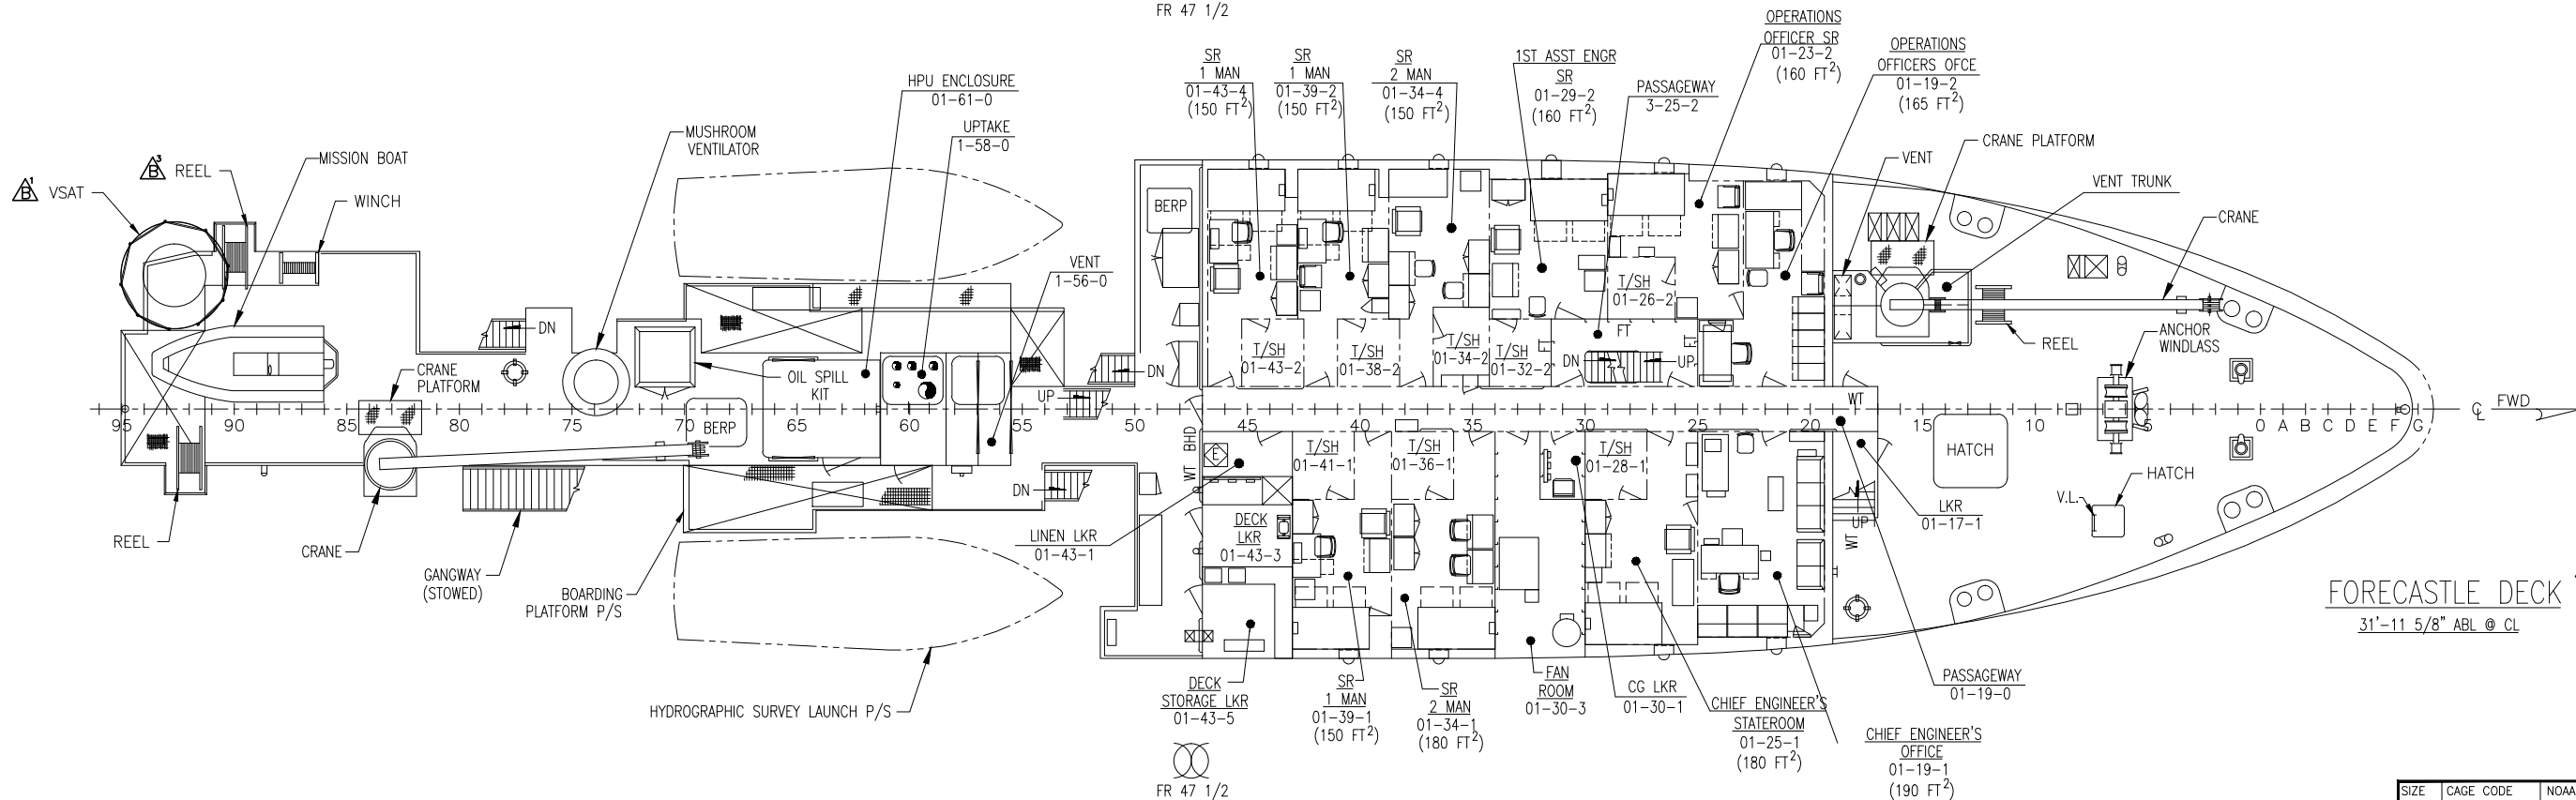 FR 47 1/2
OPERATIONS
OFFICER SR
01-23-2
(160 FT2)
OPERATIONS
OFFICERS OFCE
01-19-2
(165 FT2)
SR
1 MAN
01-43-4
(150 FT2)
SR
1 MAN
01-39-2
(150 FT2)
SR
2 MAN
01-34-4
(150 FT2)
1ST ASST ENGR
SR
01-29-2
(160 FT2)
PASSAGEWAY
3-25-2
HPU ENCLOSURE
01-61-0
UPTAKE
1-58-0
MUSHROOM
VENTILATOR
MISSION BOAT
B 3 REEL
B 1 VSAT
WINCH
VENT
CRANE PLATFORM
VENT TRUNK
CRANE
BERP
VENT
1-56-0
T/SH
01-26-2
FT
FT
FT
DN
T/SH
01-43-2
T/SH
01-38-2
T/SH
01-34-2
T/SH
01-32-2
DN
UP
REEL
ANCHOR
WINDLASS
CRANE
PLATFORM
OIL SPILL
KIT
DN
UP
BERP
WT
95 90 85 80 75 70 65 60 55 50 45 40 35 30 25 20 15 10 5 0 A B C D E F G
CL FWD
WT BHD
E
T/SH
01-41-1
T/SH
01-36-1
T/SH
01-28-1
HATCH
DN
V.L.
HATCH
UP
WT
LKR
01-17-1
REEL
CRANE
GANGWAY
(STOWED)
BOARDING
PLATFORM P/S
LINEN LKR
01-43-1
DECK
LKR
01-43-3
FORECASTLE DECK
31'-11 5/8" ABL @ CL
HYDROGRAPHIC SURVEY LAUNCH P/S
DECK
STORAGE LKR
01-43-5
SR
1 MAN
01-39-1
(150 FT2)
SR
2 MAN
01-34-1
(180 FT2)
FAN
ROOM
01-30-3
CG LKR
01-30-1
CHIEF ENGINEER'S
STATEROOM
01-25-1
(180 FT2)
CHIEF ENGINEER'S
OFFICE
01-19-1
(190 FT2)
PASSAGEWAY
01-19-0
FR 47 1/2
SIZE CAGE CODE NOAA